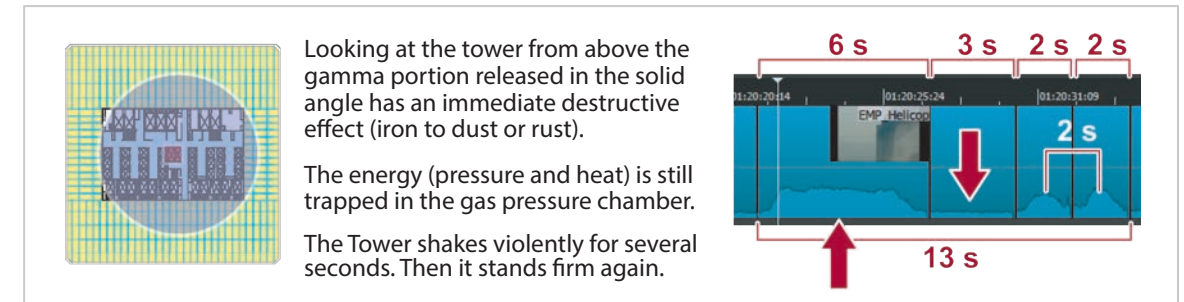 Looking at the tower from above the
gamma portion released in the solid
angle has an immediate destructive
effect (iron to dust or rust).
The energy (pressure and heat) is still
trapped in the gas pressure chamber.
The Tower shakes violently for several
seconds. Then it stands firm again.
6 s 3 s 2 s 2 s
01:20:20:14 01:20:25:24 01:20:31:09
EMP_Helicop
2 s
13 s